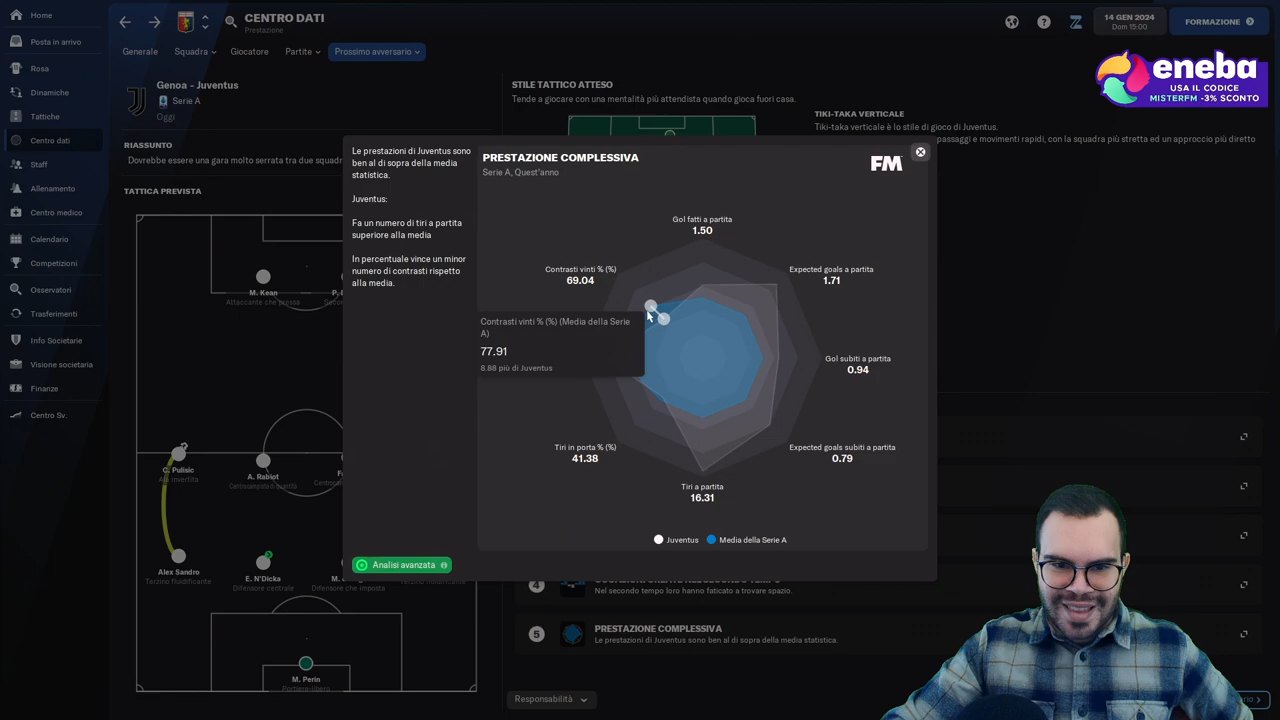 Home
Posta in arrivo
Rosa
Dinamiche
Tattiche
Centro dati
Staff
Allenamento
Centro medico
Calendario
Competizioni
Osservatori
Trasferimenti
Info Societarie
Visione societaria
Finanze
Centro Sv.
CENTRO DATI
Prestazione
14 GEN 2024
Dom 15:00
FORMAZIONE
Generale
Squadra
Giocatore
Partite
Prossimo avversario
eneba
USA IL CODICE
MISTERFM -3% SCONTO
Genoa - Juventus
Serie A
Oggi
RIASSUNTO
Dovrebbe essere una gara molto serrata tra due squadr
TATTICA PREVISTA
M. Kean
Attaccante che pressa
C. Pulisic
Ala invertita
A. Rabiot
Centrocampista di quantità
Alex Sandro
Terzino fluidificante
E. N'Dicka
Difensore centrale
Difensore che imposta
Terzino fluidificante
M. Perin
Portiere-libero
STILE TATTICO ATTESO
Tende a giocare con una mentalità più attendista quando gioca fuori casa.
TIKI-TAKA VERTICALE
Tiki-taka verticale è lo stile di gioco di Juventus.
passaggi e movimenti rapidi, con la squadra più stretta ed un approccio più diretto
Le prestazioni di Juventus sono
ben al di sopra della media
statistica.
Juventus:
Fa un numero di tiri a partita
superiore alla media
In percentuale vince un minor
numero di contrasti rispetto
alla media.
Analisi avanzata
PRESTAZIONE COMPLESSIVA
Serie A, Quest'anno
FM
Gol fatti a partita
1.50
Contrasti vinti % (%)
69.04
Expected goals a partita
1.71
Contrasti vinti % (%) (Media della Serie
A)
77.91
8.88 più di Juventus
Gol subiti a partita
0.94
Tiri in porta % (%)
41.38
Expected goals subiti a partita
0.79
Tiri a partita
16.31
Juventus
Media della Serie A
4
Nel secondo tempo loro hanno faticato a trovare spazio.
5
PRESTAZIONE COMPLESSIVA
Le prestazioni di Juventus sono ben al di sopra della media statistica.
Responsabilità